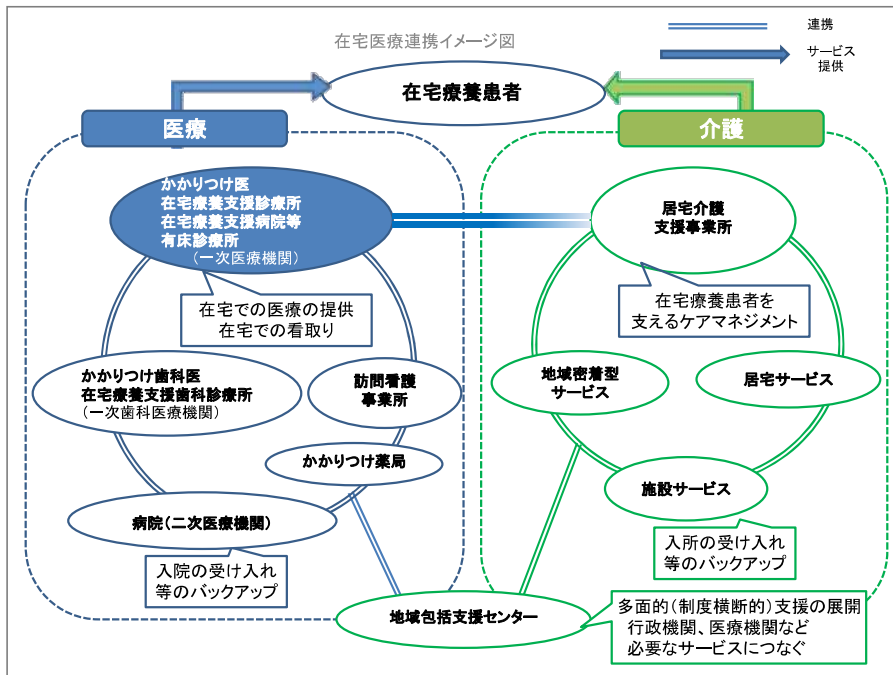 在宅医療連携イメージ図
連携
サービス
提供
在宅療養患者
医療
介護
かかりつけ医
在宅療養支援診療所
在宅療養支援病院等
有床診療所
(一次医療機関)
居宅介護
支援事業所
在宅での医療の提供
在宅での看取り
在宅療養患者を
支えるケアマネジメント
かかりつけ歯科医
在宅療養支援歯科診療所
(一次歯科医療機関)
訪問看護
事業所
地域密着型
サービス
居宅サービス
かかりつけ薬局
施設サービス
病院(二次医療機関)
入院の受け入れ
等のバックアップ
入所の受け入れ
等のバックアップ
地域包括支援センター
多面的(制度横断的)支援の展開
行政機関、医療機関など
必要なサービスにつなぐ